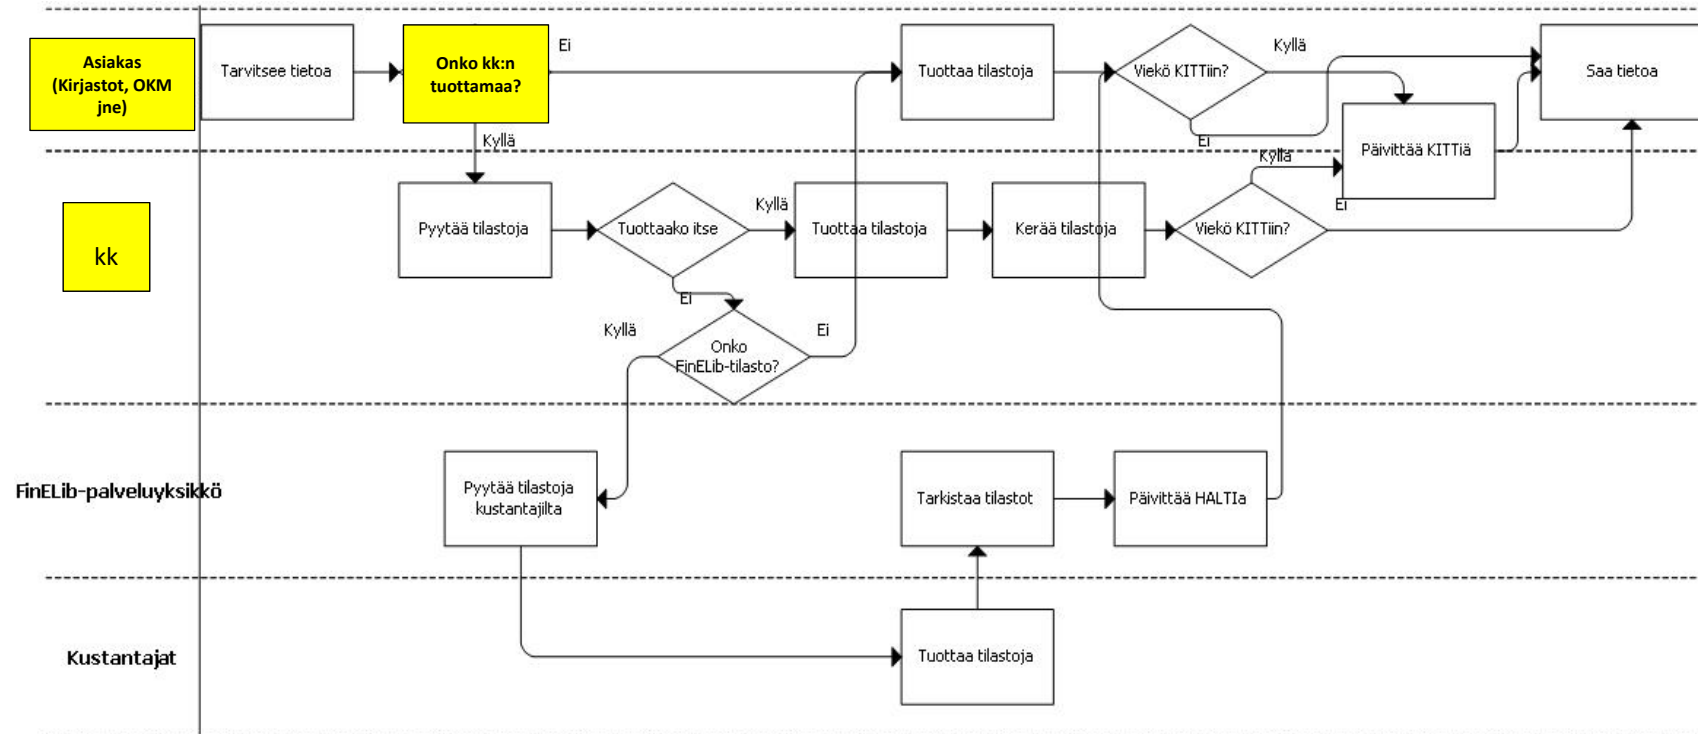 Asiakas
(Kirjastot, OKM
jne)
Tarvitsee tietoa
Onko kk:n
tuottamaa?
Ei
Kyllä
Tuottaa tilastoja
Viekö KITTiin?
Kyllä
Ei
Päivittää KITTiä
Saa tietoa
kk
Pyytää tilastoja
Tuottaako itse
Kyllä
Ei
Tuottaa tilastoja
Kerää tilastoja
Viekö KITTiin?
Kyllä
Ei
Onko
FinELib-tilasto?
Kyllä
Ei
FinELib-palveluyksikkö
Pyytää tilastoja
kustantajilta
Tarkistaa tilastot
Päivittää HALTIa
Kustantajat
Tuottaa tilastoja